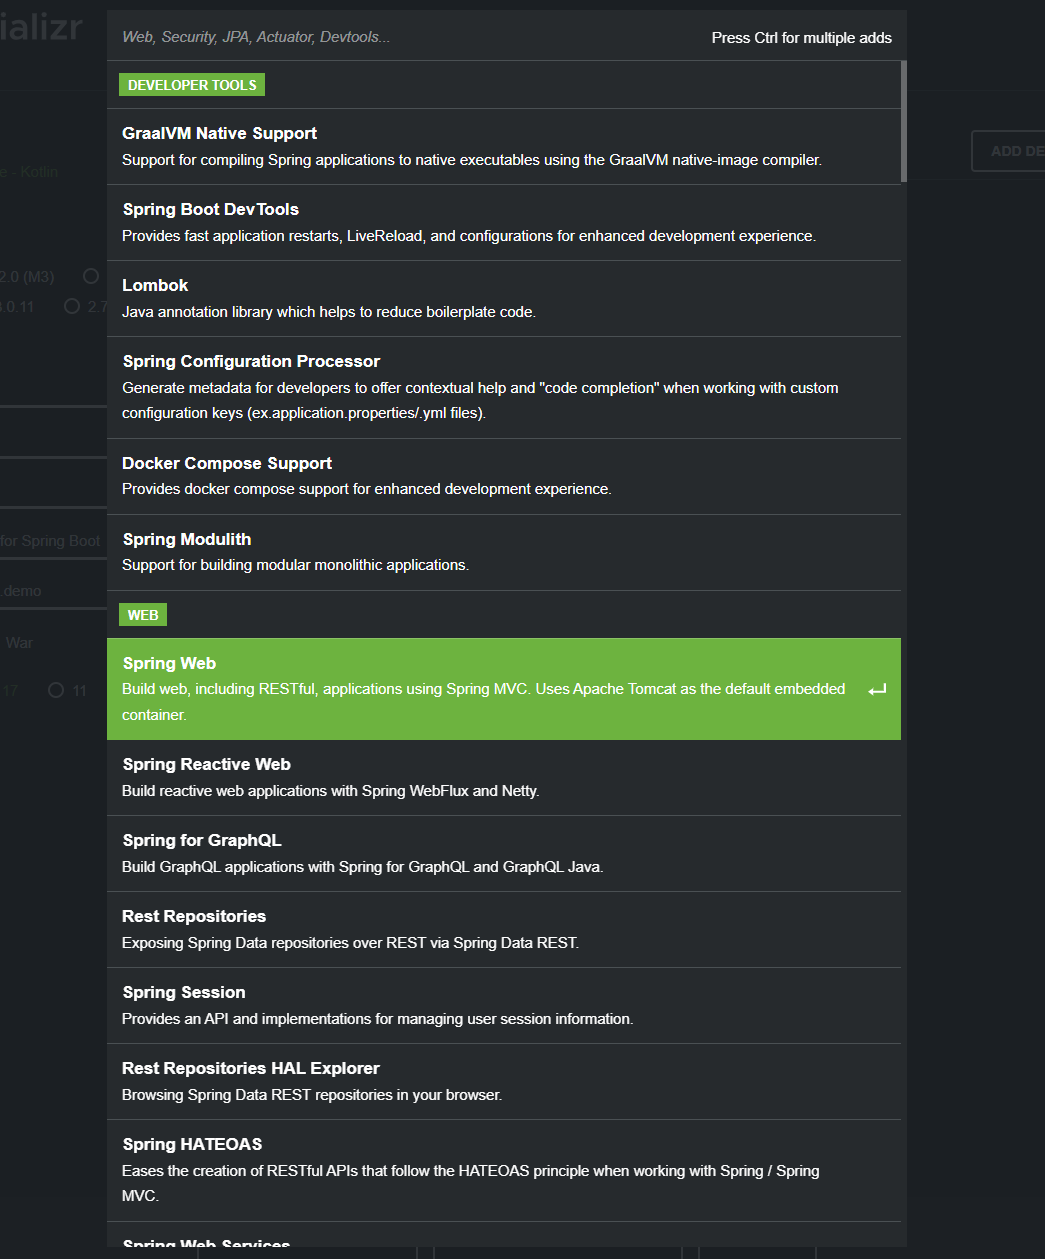 ializr
Web, Security, JPA, Actuator, Devtools...
Press Ctrl for multiple adds
DEVELOPER TOOLS
GraalVM Native Support
Support for compiling Spring applications to native executables using the GraalVM native-image compiler.
ADD DE
e - Kotlin
Spring Boot DevTools
Provides fast application restarts, LiveReload, and configurations for enhanced development experience.
2.0 (M3)
Lombok
Java annotation library which helps to reduce boilerplate code.
.0.11
2.7
Spring Configuration Processor
Generate metadata for developers to offer contextual help and "code completion" when working with custom
configuration keys (ex.application.properties/.yml files).
Docker Compose Support
Provides docker compose support for enhanced development experience.
Spring Modulith
Support for building modular monolithic applications.
for Spring Boot
.demo
WEB
War
Spring Web
Build web, including RESTful, applications using Spring MVC. Uses Apache Tomcat as the default embedded
container.
17
11
Spring Reactive Web
Build reactive web applications with Spring WebFlux and Netty.
Spring for GraphQL
Build GraphQL applications with Spring for GraphQL and GraphQL Java.
Rest Repositories
Exposing Spring Data repositories over REST via Spring Data REST.
Spring Session
Provides an API and implementations for managing user session information.
Rest Repositories HAL Explorer
Browsing Spring Data REST repositories in your browser.
Spring HATEOAS
Eases the creation of RESTful APIs that follow the HATEOAS principle when working with Spring / Spring
MVC.
Spring Web Services